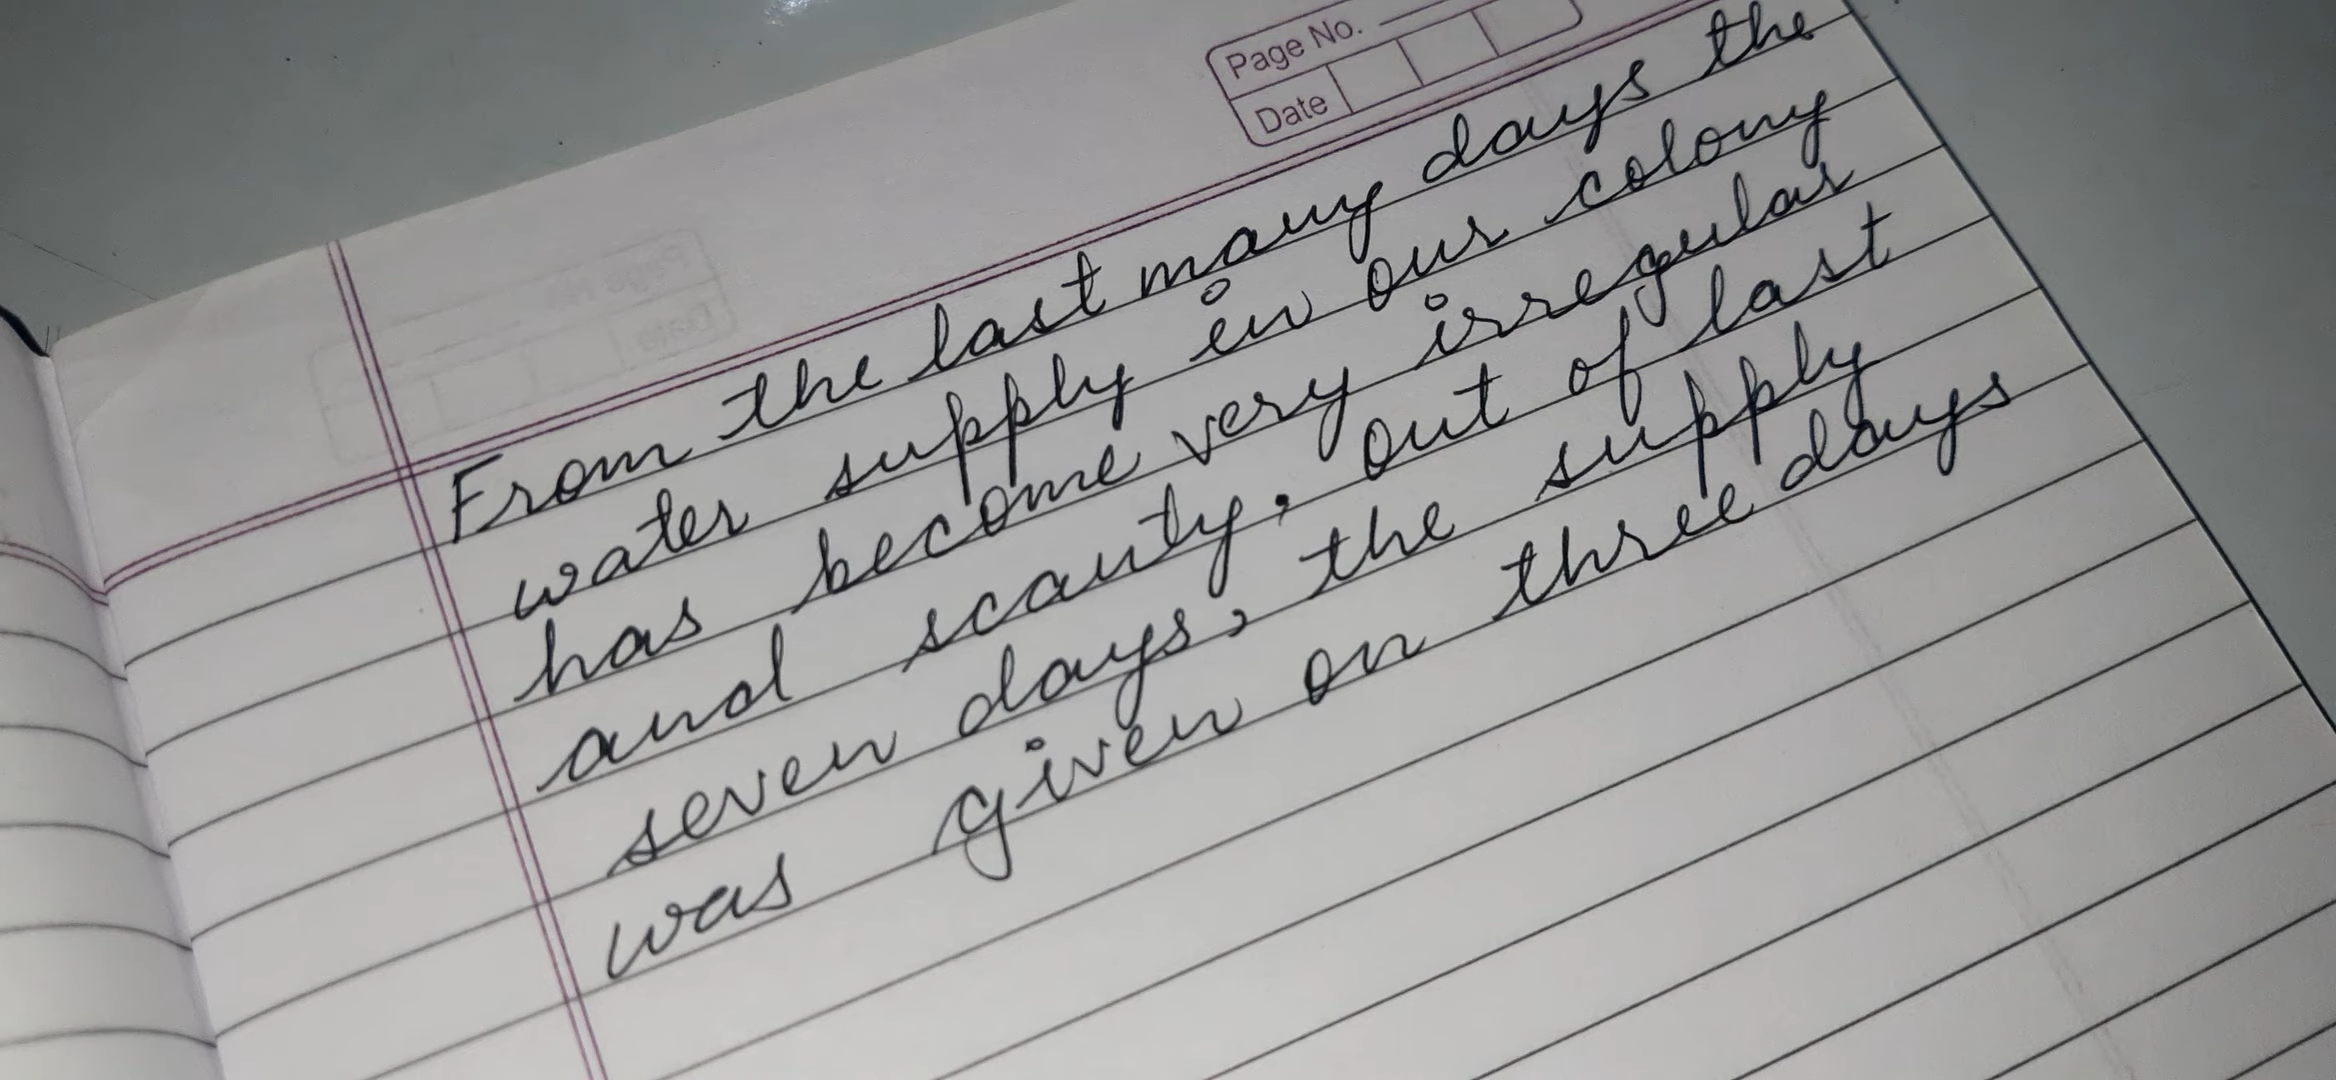 Page No.
Date
From the last many days the
water supply in our colony
has become very irregular
and scanty. out of last
seven days, the supply
was given on three days